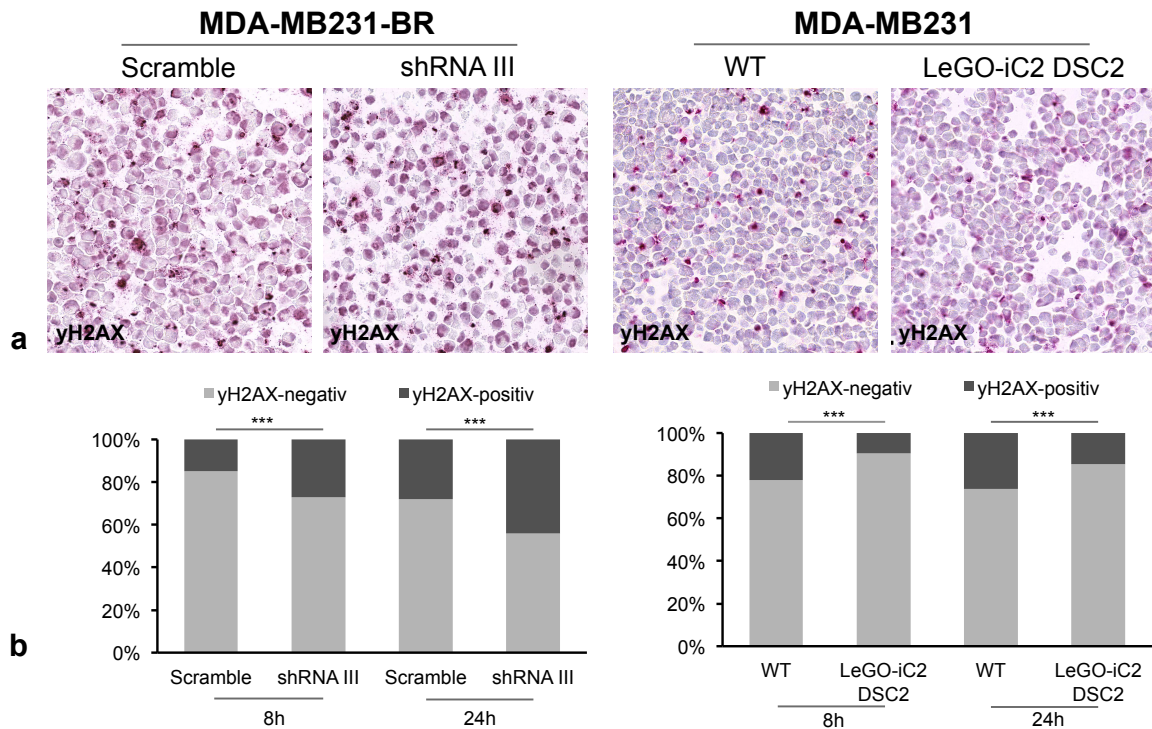 MDA-MB231-BR
MDA-MB231
Scramble
shRNA III
WT
LeGO-iC2 DSC2
yH2AX
yH2AX
yH2AX
yH2AX
a
yH2AX-negativ
yH2AX-positiv
***
***
100%
80%
60%
40%
20%
0%
Scramble
shRNA III
Scramble
shRNA III
8h
24h
yH2AX-negativ
yH2AX-positiv
***
***
100%
80%
60%
40%
20%
0%
WT
LeGO-iC2
DSC2
WT
LeGO-iC2
DSC2
8h
24h
b